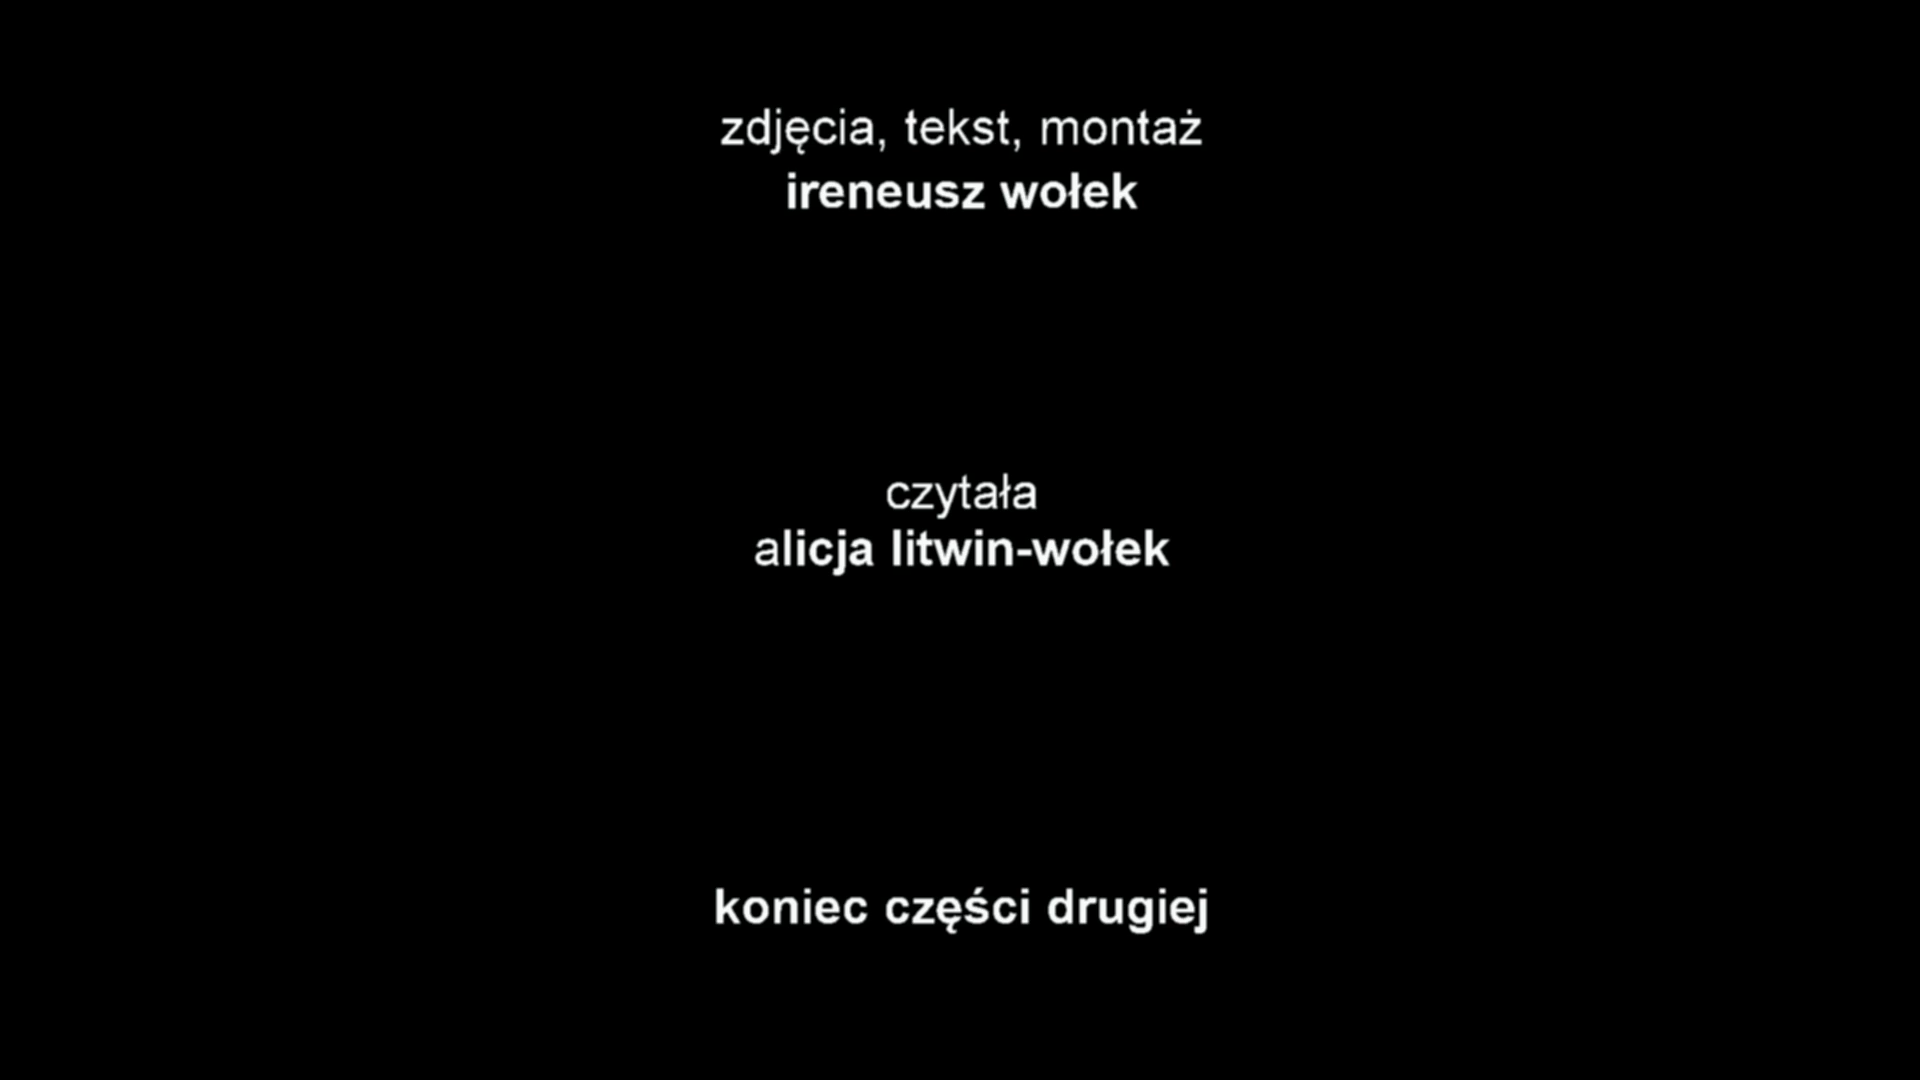 zdjęcia, tekst, montaż
ireneusz wołek
czytała
alicja litwin-wołek
koniec części drugiej